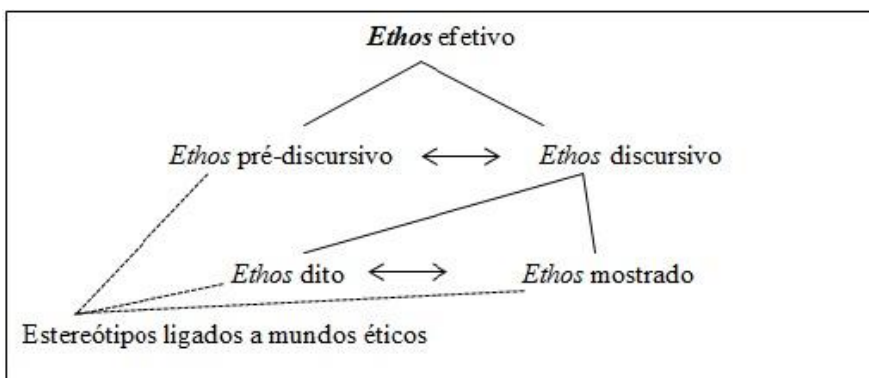 Ethos efetivo
Ethos pré-discursivo Ethos discursivo
Ethos dito Ethos mostrado
Estereótipos ligados a mundos éticos